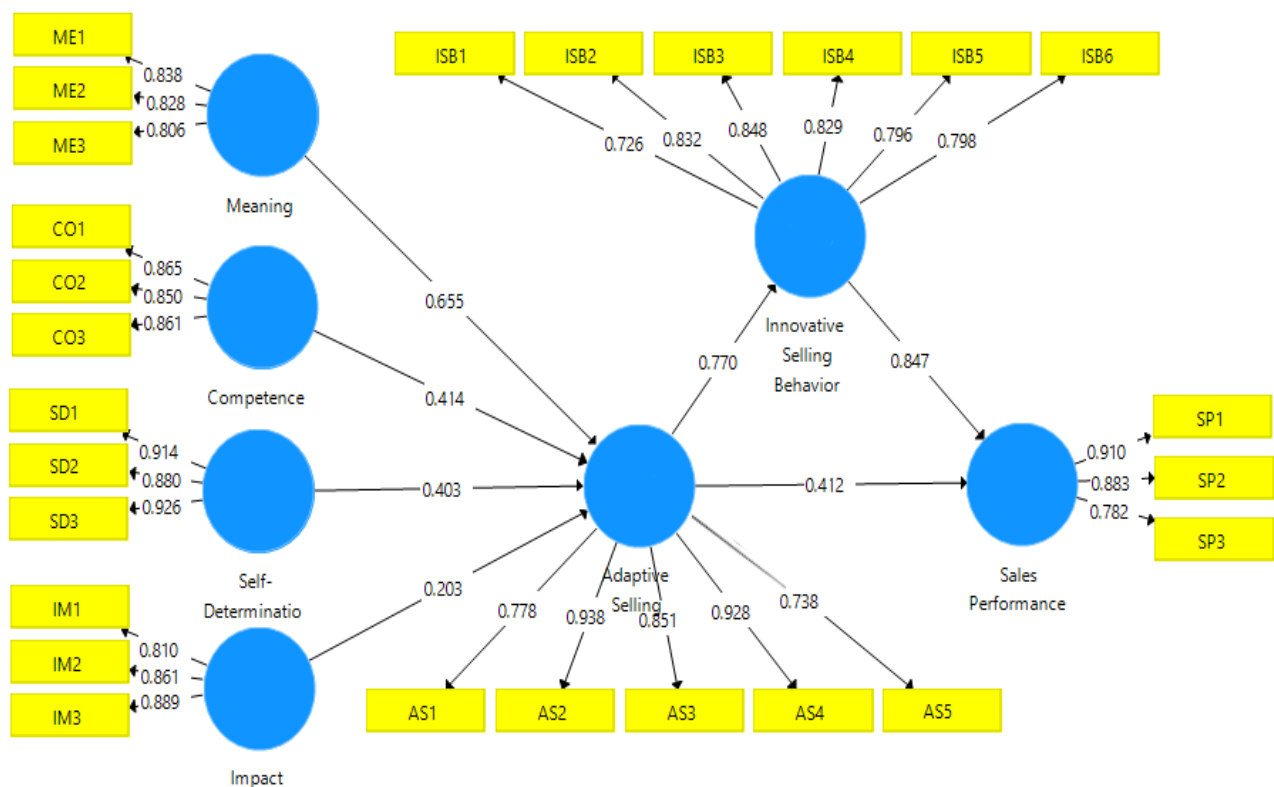 ME1
0.838
ME2
0.828
ME3
0.806
Meaning
CO1
0.865
CO2
0.850
CO3
0.861
Competence
SD1
0.914
SD2
0.880
SD3
0.926
Self-
Determinatio
IM1
0.810
IM2
0.861
IM3
0.889
Impact
0.655
0.414
0.403
0.203
ISB1 ISB2 ISB3 ISB4 ISB5 ISB6
0.726 0.832 0.848 0.829 0.796 0.798
Innovative
Selling
Behavior
0.770
0.847
0.412
Adaptive
Selling
0.778 0.938 0.851 0.928 0.738
AS1 AS2 AS3 AS4 AS5
Sales
Performance
0.910
SP1
0.883
SP2
0.782
SP3